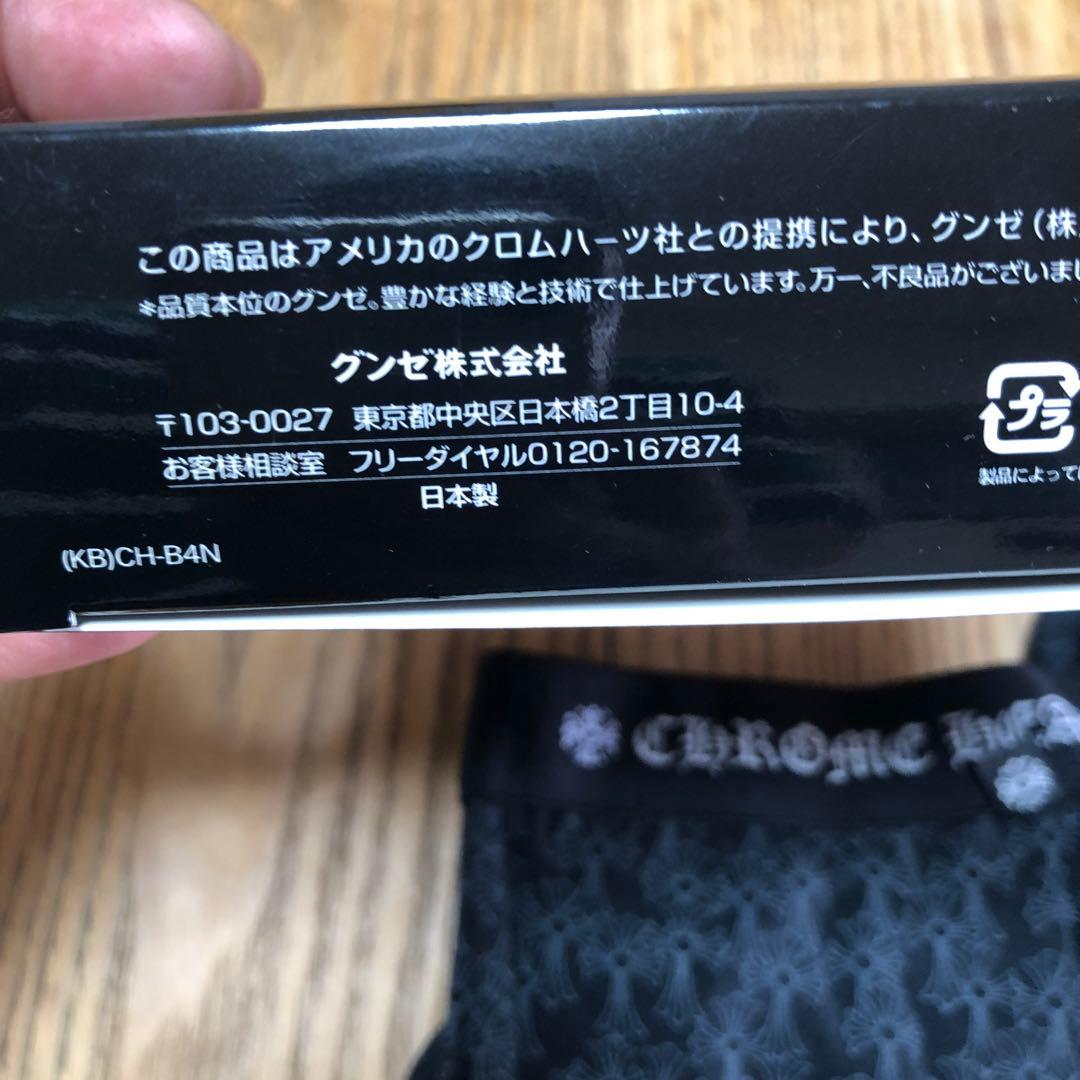 この商品はアメリカのクロムハーツ社との提携により、グンゼ(株
*品質本位のグンゼ。豊かな経験と技術で仕上げています。万一、不良品がございまし
グンゼ株式会社
〒103-0027 東京都中央区日本橋2丁目10-4
お客様相談室 フリーダイヤル0120-167874
日本製
プラ
製品によっては
(KB)CH-B4N
CHROME HEA